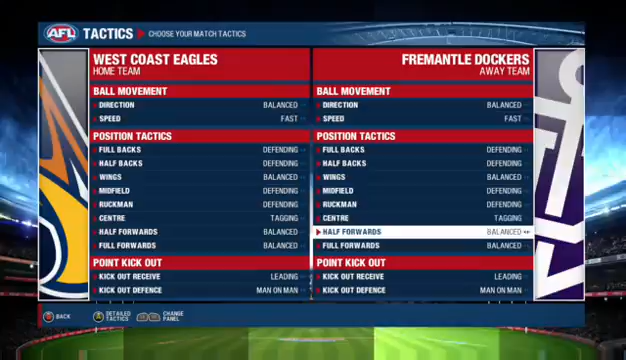 AFL TACTICS CHOOSE YOUR MATCH TACTICS
WEST COAST EAGLES
HOME TEAM
BALL MOVEMENT
DIRECTION BALANCED
SPEED FAST
POSITION TACTICS
FULL BACKS DEFENDING
HALF BACKS DEFENDING
WINGS BALANCED
MIDFIELD DEFENDING
RUCKMAN DEFENDING
CENTRE TAGGING
HALF FORWARDS BALANCED
FULL FORWARDS BALANCED
POINT KICK OUT
KICK OUT RECEIVE LEADING
KICK OUT DEFENCE MAN ON MAN
FREMANTLE DOCKERS
AWAY TEAM
BALL MOVEMENT
DIRECTION BALANCED
SPEED FAST
POSITION TACTICS
FULL BACKS DEFENDING
HALF BACKS DEFENDING
WINGS BALANCED
MIDFIELD DEFENDING
RUCKMAN DEFENDING
CENTRE TAGGING
HALF FORWARDS BALANCED
FULL FORWARDS BALANCED
POINT KICK OUT
KICK OUT RECEIVE LEADING
KICK OUT DEFENCE MAN ON MAN
BACK
DETAILED
TACTICS
CHANGE
PANEL